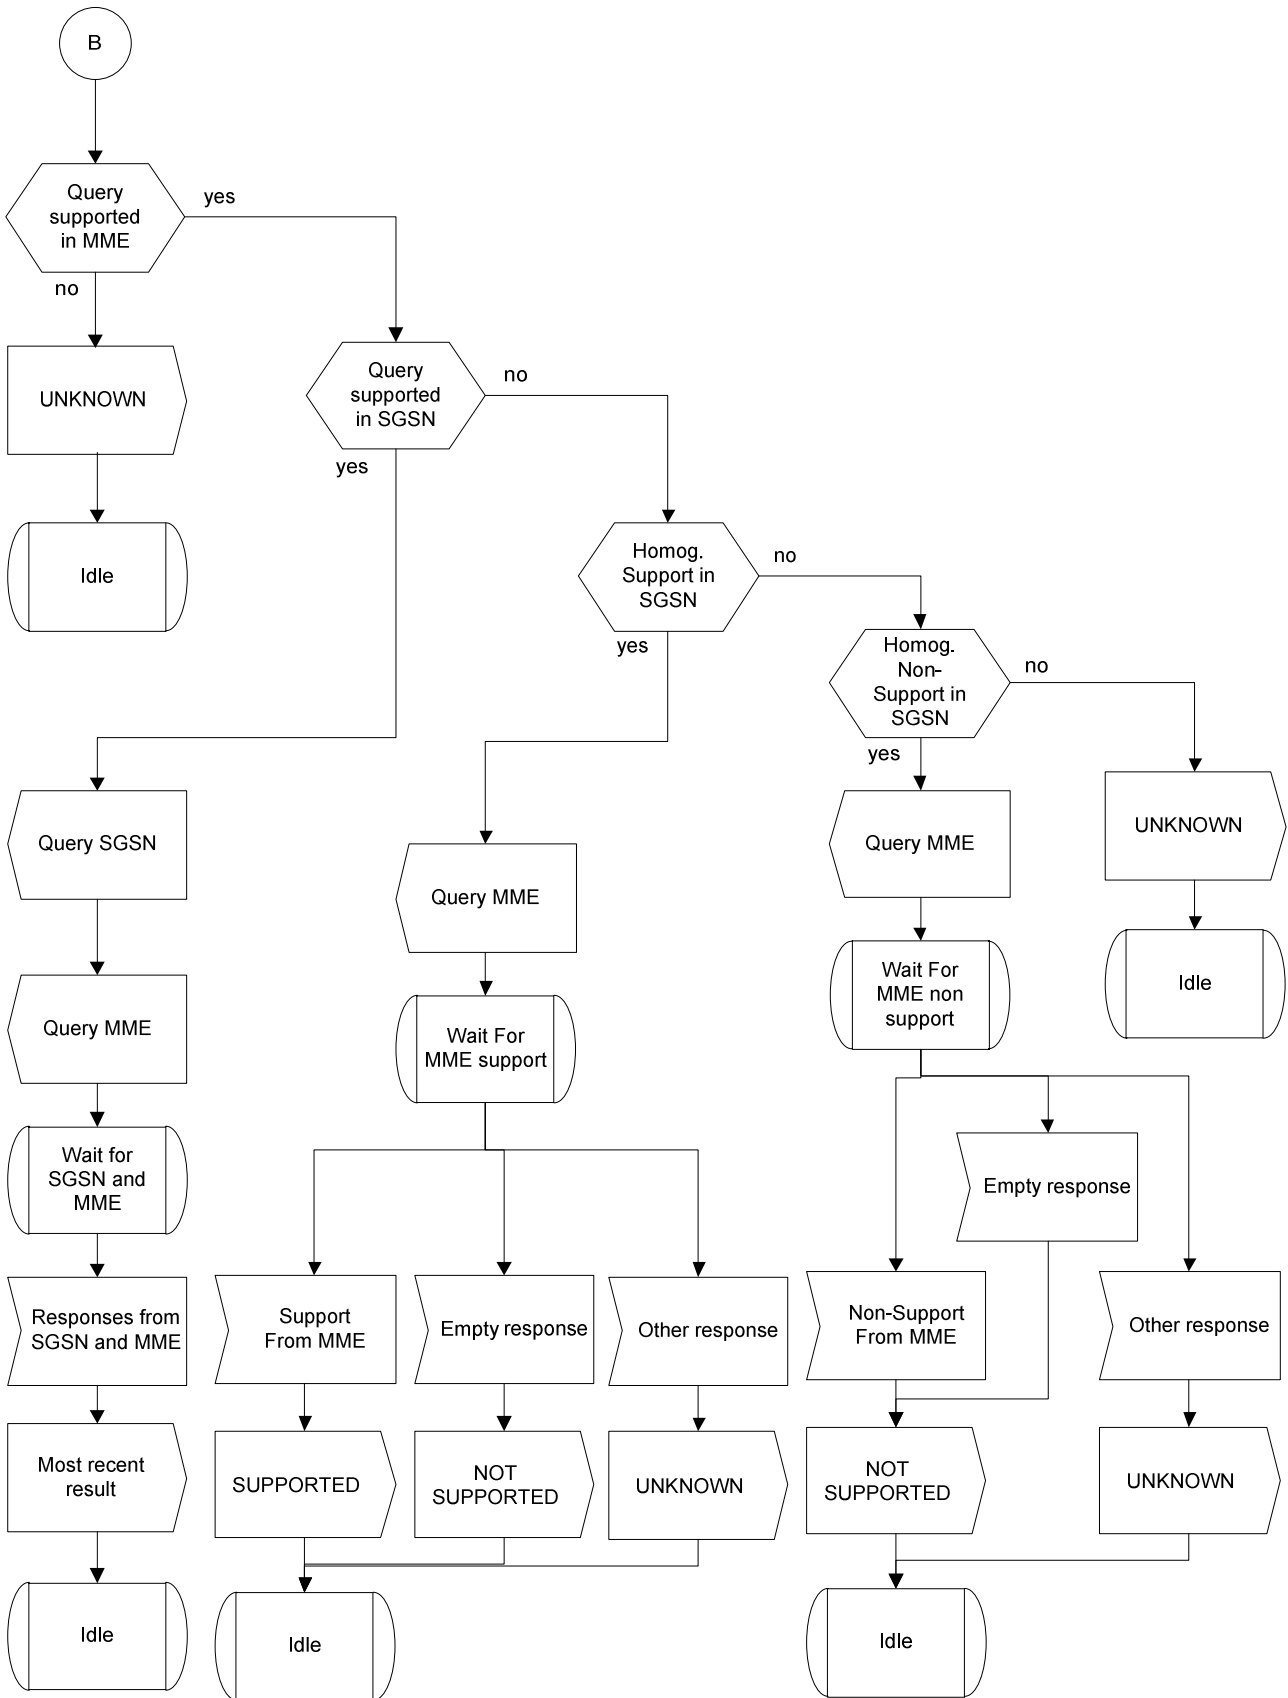 B
Query
supported
in MME
yes
no
UNKNOWN
Idle
Query
supported
in SGSN
no
yes
Homog.
Support in
SGSN
no
yes
Homog.
Non-
Support in
SGSN
no
yes
UNKNOWN
Idle
Query SGSN
Query MME
Wait for
SGSN and
MME
Responses from
SGSN and MME
Most recent
result
Idle
Query MME
Wait For
MME support
Support
From MME
Empty response
Other response
SUPPORTED
NOT
SUPPORTED
UNKNOWN
Idle
Query MME
Wait For
MME non
support
Empty response
Non-Support
From MME
Other response
NOT
SUPPORTED
UNKNOWN
Idle